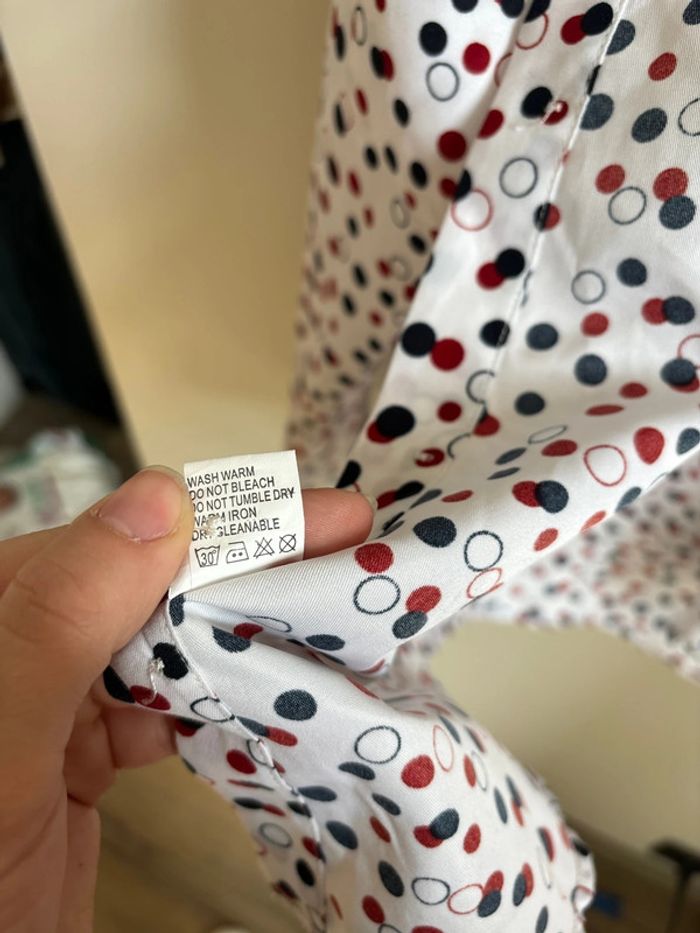 WASH WARM
DO NOT BLEACH
DO NOT TUMBLE DRY
WARM IRON
DRY CLEANABLE
30°